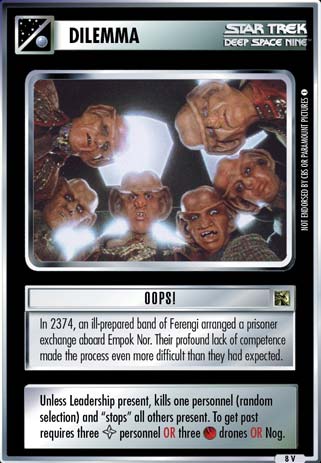 DILEMMA
STAR TREK
DEEP SPACE NINE™
NOT ENDORSED BY CBS OR PARAMOUNT PICTURES
OOPS!
In 2374, an ill-prepared band of Ferengi arranged a prisoner
exchange aboard Empok Nor. Their profound lack of competence
made the process even more difficult than they had expected.
Unless Leadership present, kills one personnel (random
selection) and “stops” all others present. To get past
requires three personnel OR three drones OR Nog.
8 V